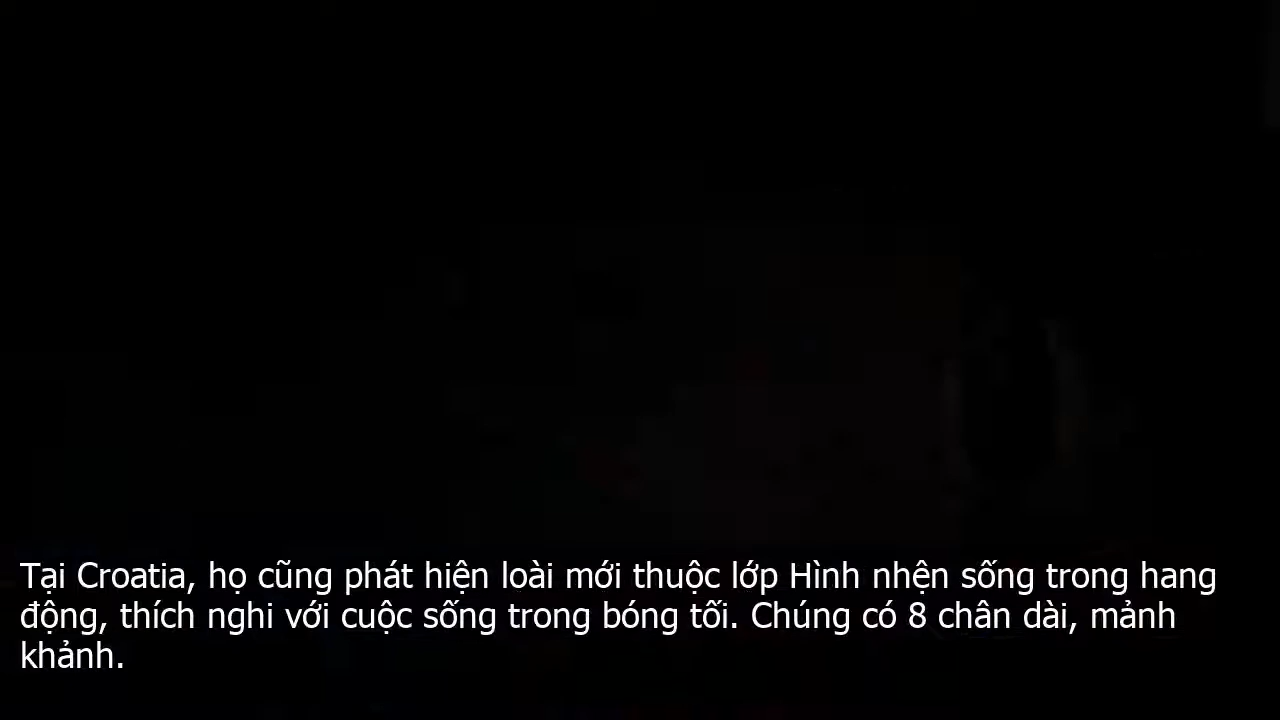 Tại Croatia, họ cũng phát hiện loài mới thuộc lớp Hình nhện sống trong hang
động, thích nghi với cuộc sống trong bóng tối. Chúng có 8 chân dài, mảnh
khảnh.